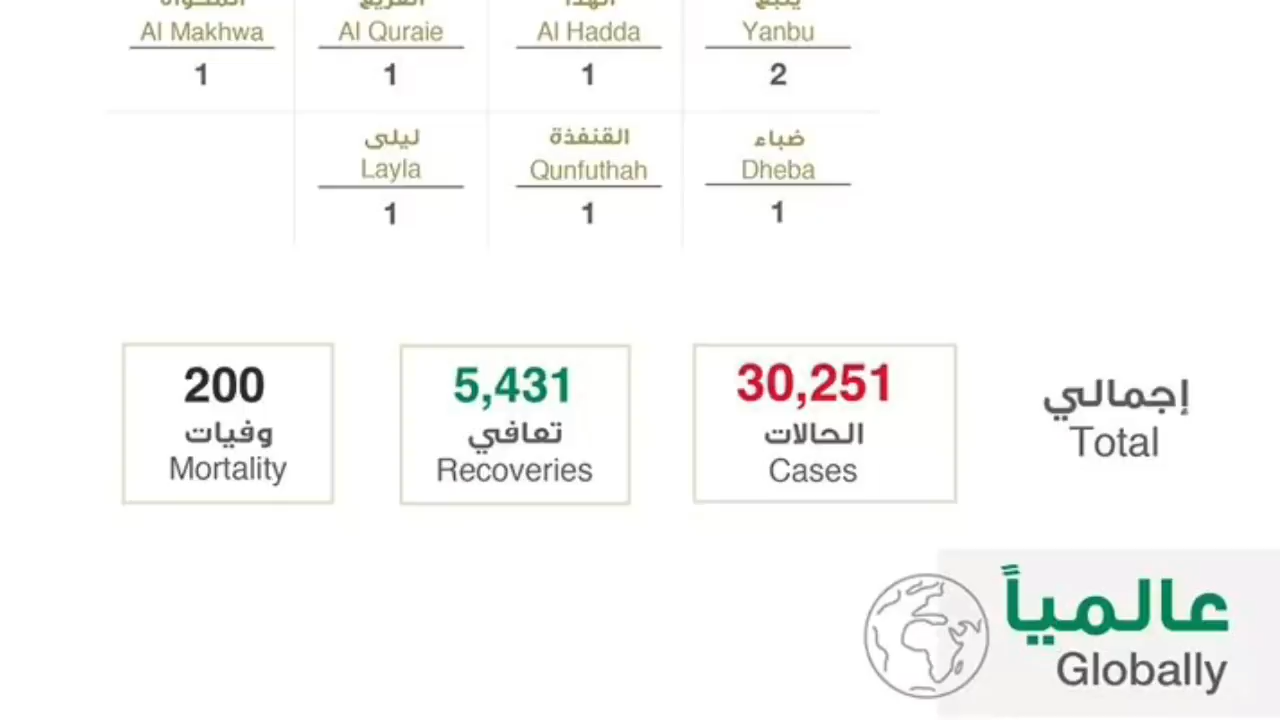 Al Makhwa
1
Al Quraie
1
Al Hadda
1
Yanbu
2
ليلى
Layla
1
القنفذة
Qunfuthah
1
ضباء
Dheba
1
200
وفيات
Mortality
5,431
تعافي
Recoveries
30,251
الحالات
Cases
إجمالي
Total
عالمياً
Globally